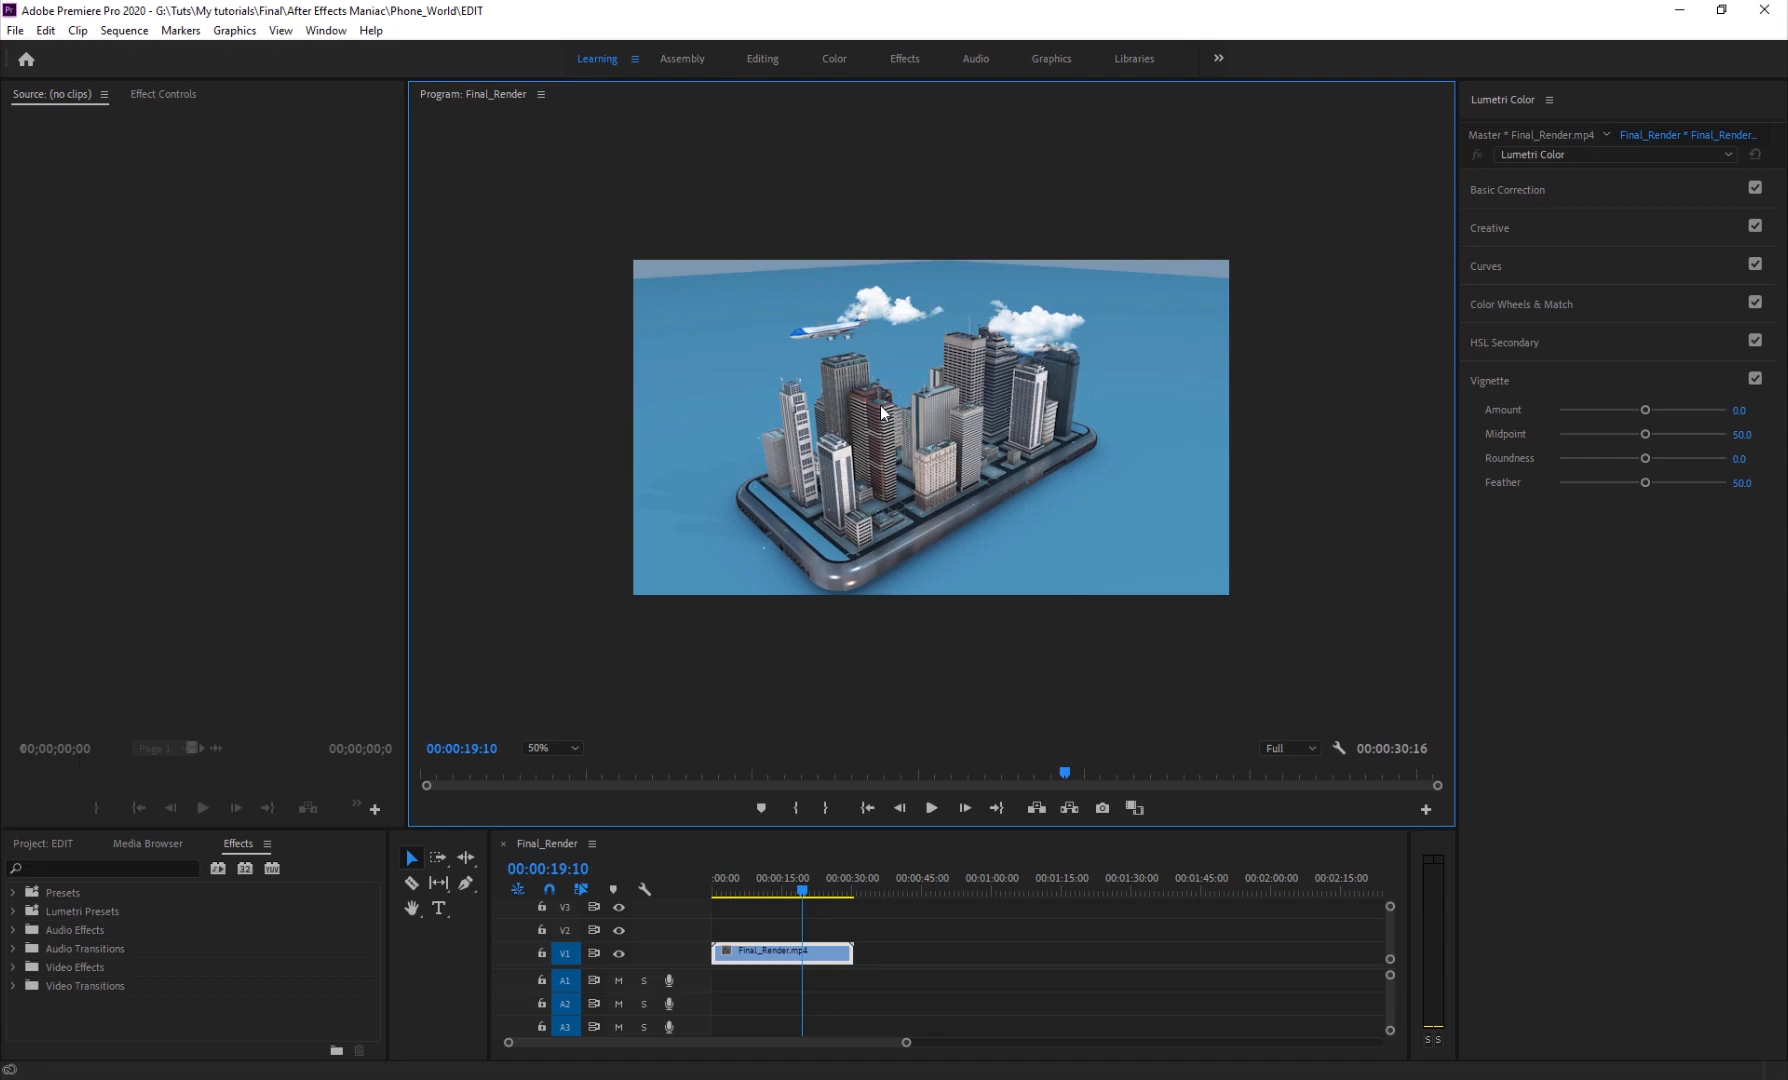 Adobe Premiere Pro 2020 - G:\Tuts\My tutorials\Final\After Effects Maniac\Phone_World\EDIT
File Edit Clip Sequence Markers Graphics View Window Help
Learning Assembly Editing Color Effects Audio Graphics Libraries
Source: (no clips) Effect Controls
Program: Final_Render
Lumetri Color
Master * Final_Render.mp4 Final_Render * Final_Render...
fx Lumetri Color
Basic Correction
Creative
Curves
Color Wheels & Match
HSL Secondary
Vignette
Amount 0.0
Midpoint 50.0
Roundness 0.0
Feather 50.0
00;00;00;00 Page 1 00;00;00;0
00:00:19:10 50% Full 00:00:30:16
Project: EDIT Media Browser Effects
Presets
Lumetri Presets
Audio Effects
Audio Transitions
Video Effects
Video Transitions
Final_Render
00:00:19:10
:00:00 00:00:15:00 00:00:30:00 00:00:45:00 00:01:00:00 00:01:15:00 00:01:30:00 00:01:45:00 00:02:00:00 00:02:15:00
V3
V2
V1 Final_Render.mp4
A1 M S
A2 M S
A3 M S
S S